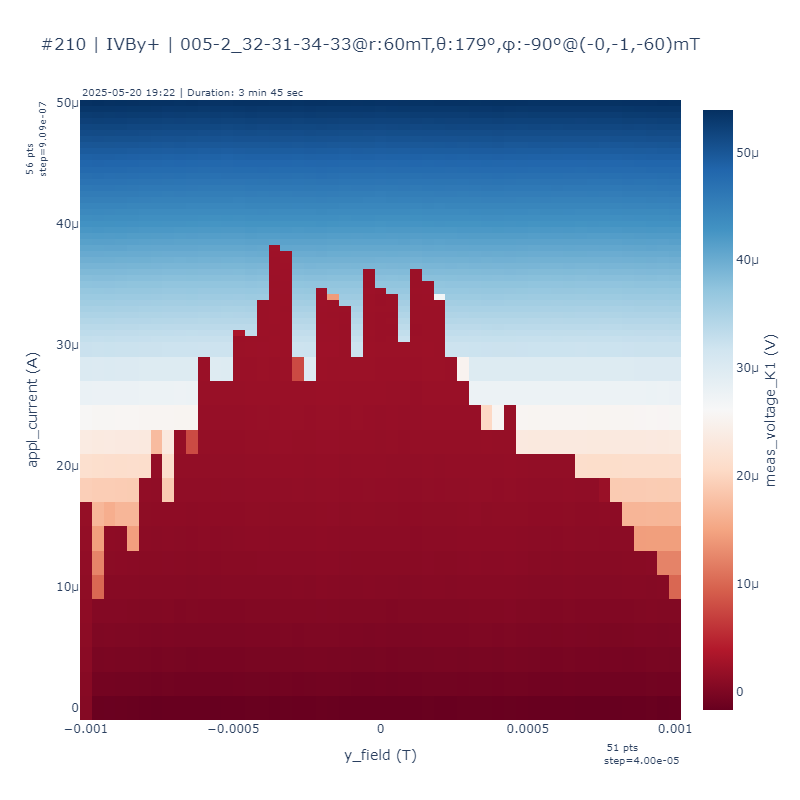 #210 | IVBy+ | 005-2_32-31-34-33@r:60mT,θ:179°,φ:-90°@(-0,-1,-60)mT
2025-05-20 19:22 | Duration: 3 min 45 sec
56 pts
step=9.09e-07
appl_current (A)
50μ
40μ
30μ
20μ
10μ
0
−0.001
−0.0005
0
0.0005
0.001
y_field (T)
51 pts
step=4.00e-05
50μ
40μ
30μ
20μ
10μ
0
meas_voltage_K1 (V)